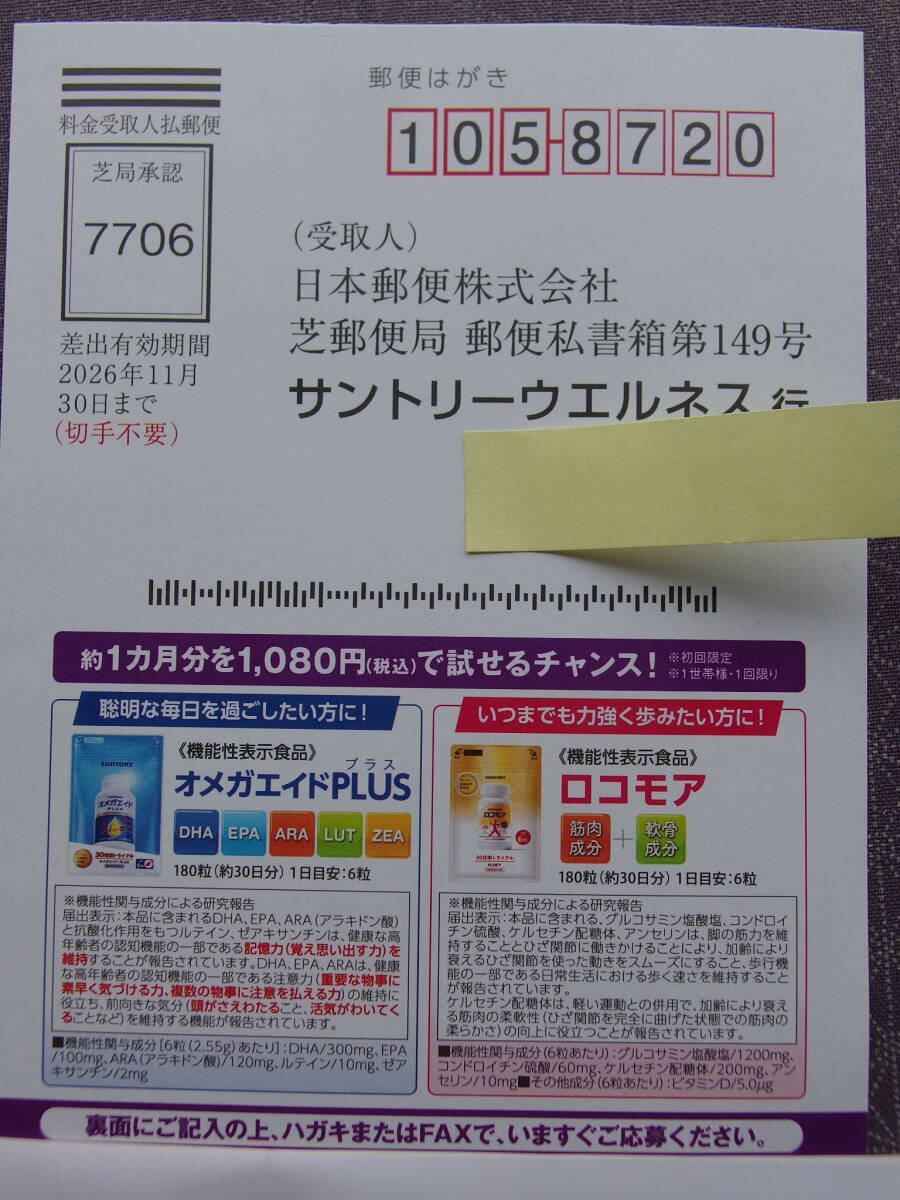 郵便はがき
1058720
料金受取人払郵便
芝局承認
7706
差出有効期間
2026年11月
30日まで
(切手不要)
(受取人)
日本郵便株式会社
芝郵便局 郵便私書箱第149号
サントリーウエルネス 行
約1カ月分を1,080円(税込)で試せるチャンス!
※初回限定
※1世帯様・1回限り
聡明な毎日を過ごしたい方に!
SUNTORY
オメガエイド
PLUS
30日間トライアル
《機能性表示食品》
プラス
オメガエイドPLUS
DHA EPA ARA LUT ZEA
180粒(約30日分) 1日目安:6粒
※機能性関与成分による研究報告
届出表示:本品に含まれるDHA、EPA、ARA(アラキドン酸)
と抗酸化作用をもつルテイン、ゼアキサンチンは、健康な高
年齢者の認知機能の一部である記憶力(覚え思い出す力)を
維持することが報告されています。DHA、EPA、ARAは、健康
な高年齢者の認知機能の一部である注意力(重要な物事に
素早く気づける力、複数の物事に注意を払える力)の維持に
役立ち、前向きな気分(頭がさえわたること、活気がわいてく
ることなど)を維持する機能が報告されています。
■機能性関与成分[6粒(2.55g)あたり]:DHA/300mg、EPA
/100mg、ARA(アラキドン酸)/120mg、ルテイン/10mg、ゼア
キサンチン/2mg
いつまでも力強く歩みたい方に!
SUNTORY
ロコモア
30日間トライアル
《機能性表示食品》
ロコモア
筋肉
成分
+
軟骨
成分
180粒(約30日分) 1日目安:6粒
※機能性関与成分による研究報告
届出表示:本品に含まれる、グルコサミン塩酸塩、コンドロイ
チン硫酸、ケルセチン配糖体、アンセリンは、脚の筋力を維
持することとひざ関節に働きかけることにより、加齢により
衰えるひざ関節を使った動きをスムーズにすること、歩行機
能の一部である日常生活における歩く速さを維持すること
が報告されています。
ケルセチン配糖体は、軽い運動との併用で、加齢により衰え
る筋肉の柔軟性(ひざ関節を完全に曲げた状態での筋肉の
柔らかさ)の向上に役立つことが報告されています。
■機能性関与成分(6粒あたり):グルコサミン塩酸塩/1200mg、
コンドロイチン硫酸/60mg、ケルセチン配糖体/200mg、アン
セリン/10mg■その他成分(6粒あたり):ビタミンD/5.0μg
裏面にご記入の上、ハガキまたはFAXで、いますぐご応募ください。